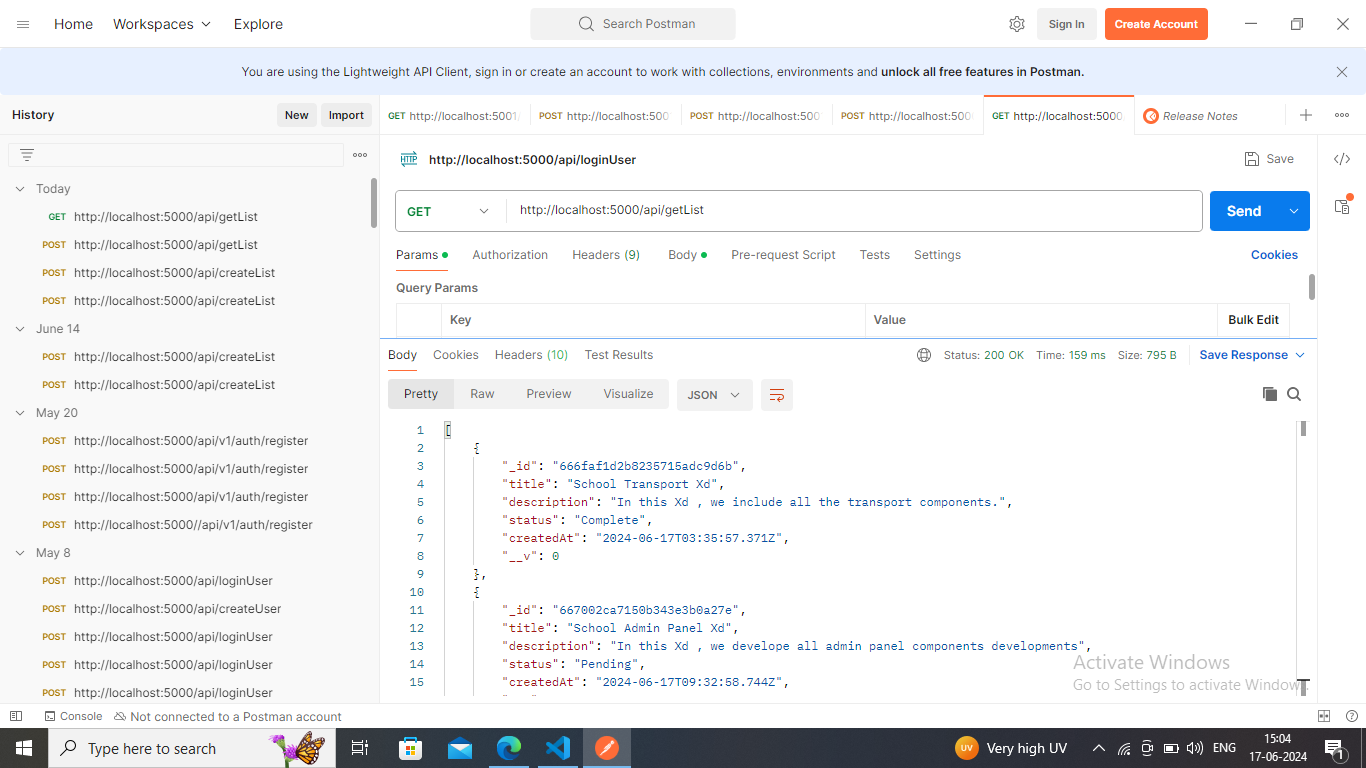 Home Workspaces Explore Search Postman Sign In Create Account
You are using the Lightweight API Client, sign in or create an account to work with collections, environments and unlock all free features in Postman.
History New Import
GET http://localhost:5001/ POST http://localhost:500 POST http://localhost:500 POST http://localhost:500 GET http://localhost:5000 Release Notes
Today
GET http://localhost:5000/api/getList
POST http://localhost:5000/api/getList
POST http://localhost:5000/api/createList
POST http://localhost:5000/api/createList
June 14
POST http://localhost:5000/api/createList
POST http://localhost:5000/api/createList
May 20
POST http://localhost:5000/api/v1/auth/register
POST http://localhost:5000/api/v1/auth/register
POST http://localhost:5000/api/v1/auth/register
POST http://localhost:5000//api/v1/auth/register
May 8
POST http://localhost:5000/api/loginUser
POST http://localhost:5000/api/createUser
POST http://localhost:5000/api/loginUser
POST http://localhost:5000/api/loginUser
POST http://localhost:5000/api/loginUser
HTTP http://localhost:5000/api/loginUser Save
GET http://localhost:5000/api/getList Send
Params Authorization Headers (9) Body Pre-request Script Tests Settings Cookies
Query Params
Key Value Bulk Edit
Body Cookies Headers (10) Test Results Status: 200 OK Time: 159 ms Size: 795 B Save Response
Pretty Raw Preview Visualize JSON
1 [
2 {
3 "_id": "666faf1d2b8235715adc9d6b",
4 "title": "School Transport Xd",
5 "description": "In this Xd , we include all the transport components.",
6 "status": "Complete",
7 "createdAt": "2024-06-17T03:35:57.371Z",
8 "__v": 0
9 },
10 {
11 "_id": "667002ca7150b343e3b0a27e",
12 "title": "School Admin Panel Xd",
13 "description": "In this Xd , we develope all admin panel components developments",
14 "status": "Pending",
15 "createdAt": "2024-06-17T09:32:58.744Z",
Activate Windows
Go to Settings to activate Windows.
Console Not connected to a Postman account
Type here to search UV Very high UV ENG 15:04
17-06-2024 1